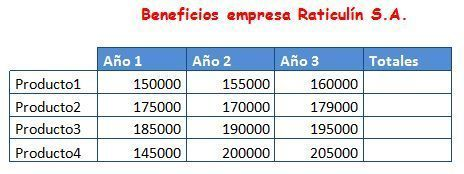 Beneficios empresa Raticulín S.A.
Año 1 Año 2 Año 3 Totales
Producto1 150000 155000 160000
Producto2 175000 170000 179000
Producto3 185000 190000 195000
Producto4 145000 200000 205000